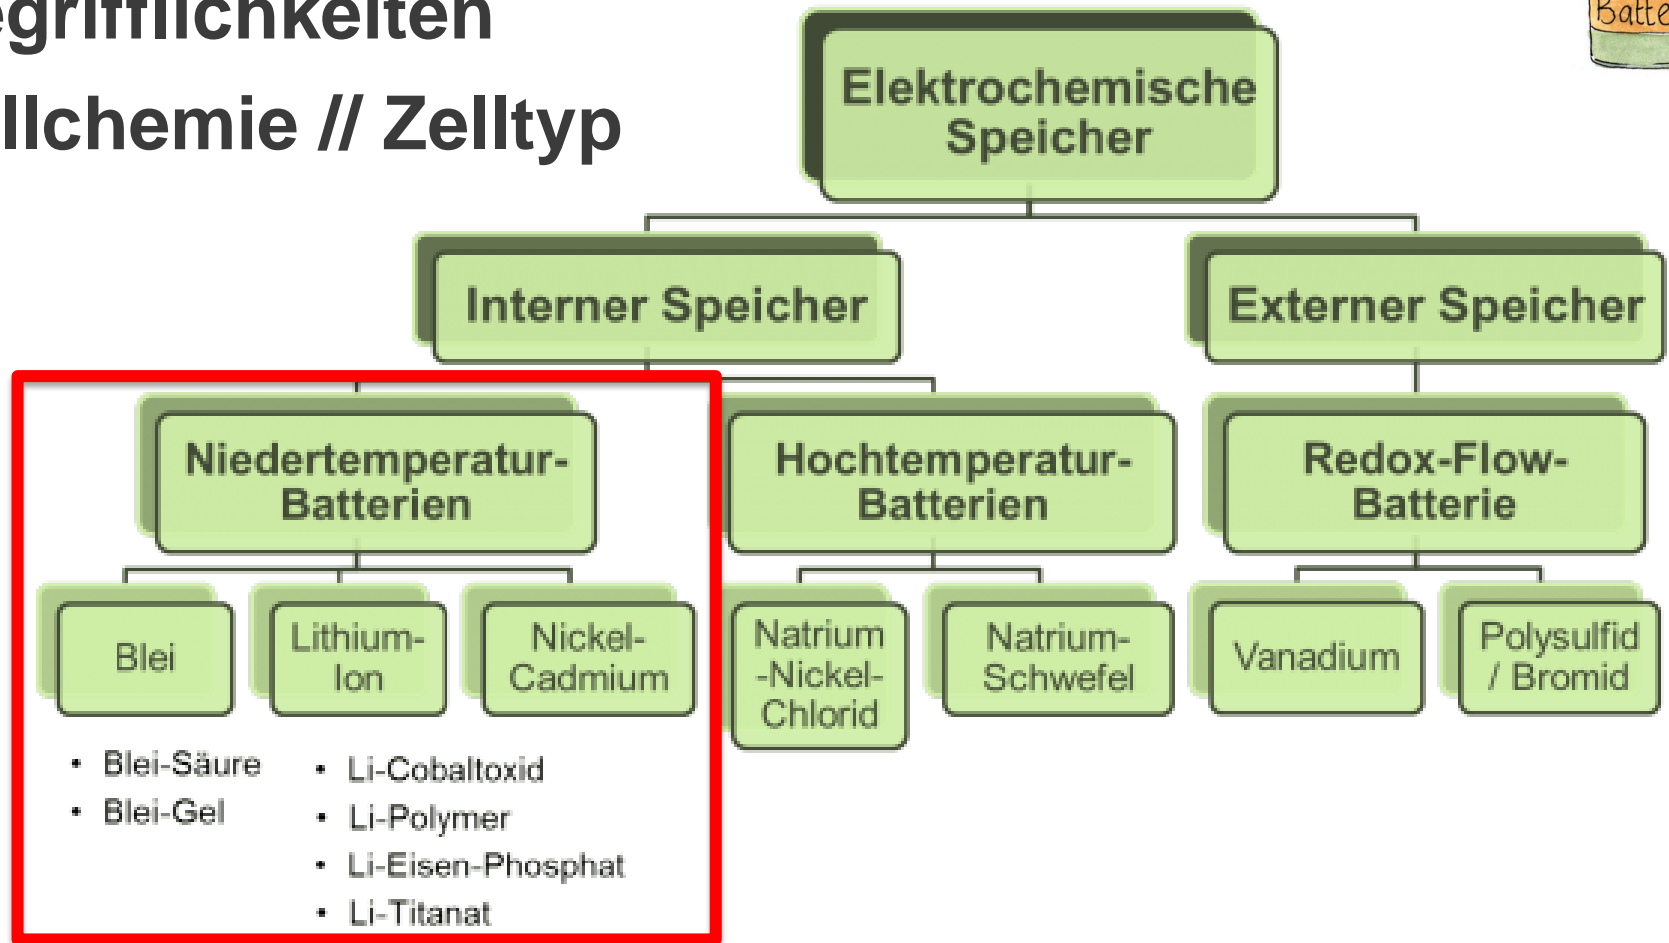 egrifflichkeiten
llchemie // Zelltyp
Batte
Elektrochemische
Speicher
Interner Speicher
Externer Speicher
Niedertemperatur-
Batterien
Hochtemperatur-
Batterien
Redox-Flow-
Batterie
Blei
Lithium-
Ion
Nickel-
Cadmium
Natrium
-Nickel-
Chlorid
Natrium-
Schwefel
Vanadium
Polysulfid
/ Bromid
• Blei-Säure
• Blei-Gel
• Li-Cobaltoxid
• Li-Polymer
• Li-Eisen-Phosphat
• Li-Titanat